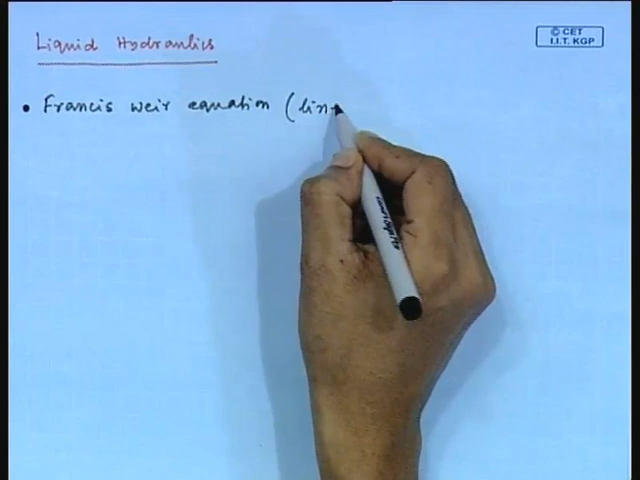 Liquid Hydraulics
© CET
I.I.T. KGP
• Francis weir equation (lin